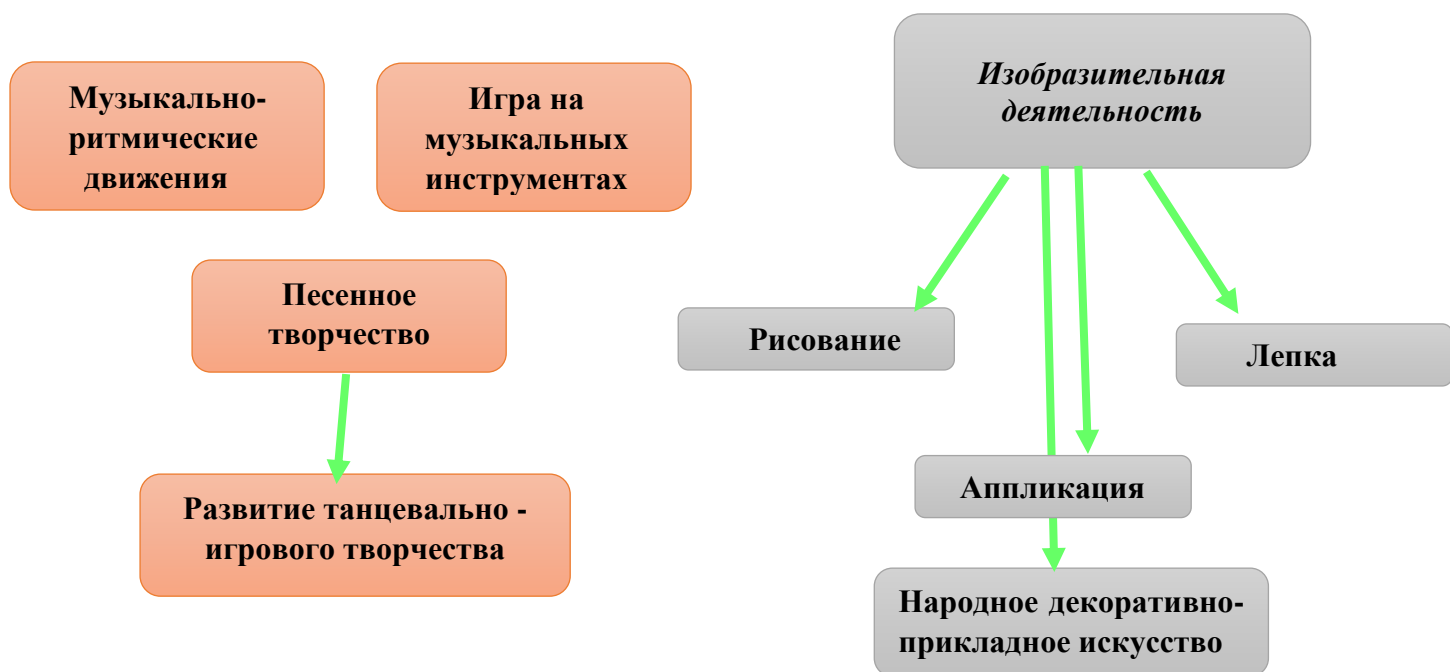 Музыкально-
ритмические
движения
Игра на
музыкальных
инструментах
Песенное
творчество
Развитие танцевально -
игрового творчества
Изобразительная
деятельность
Рисование
Лепка
Аппликация
Народное декоративно-
прикладное искусство